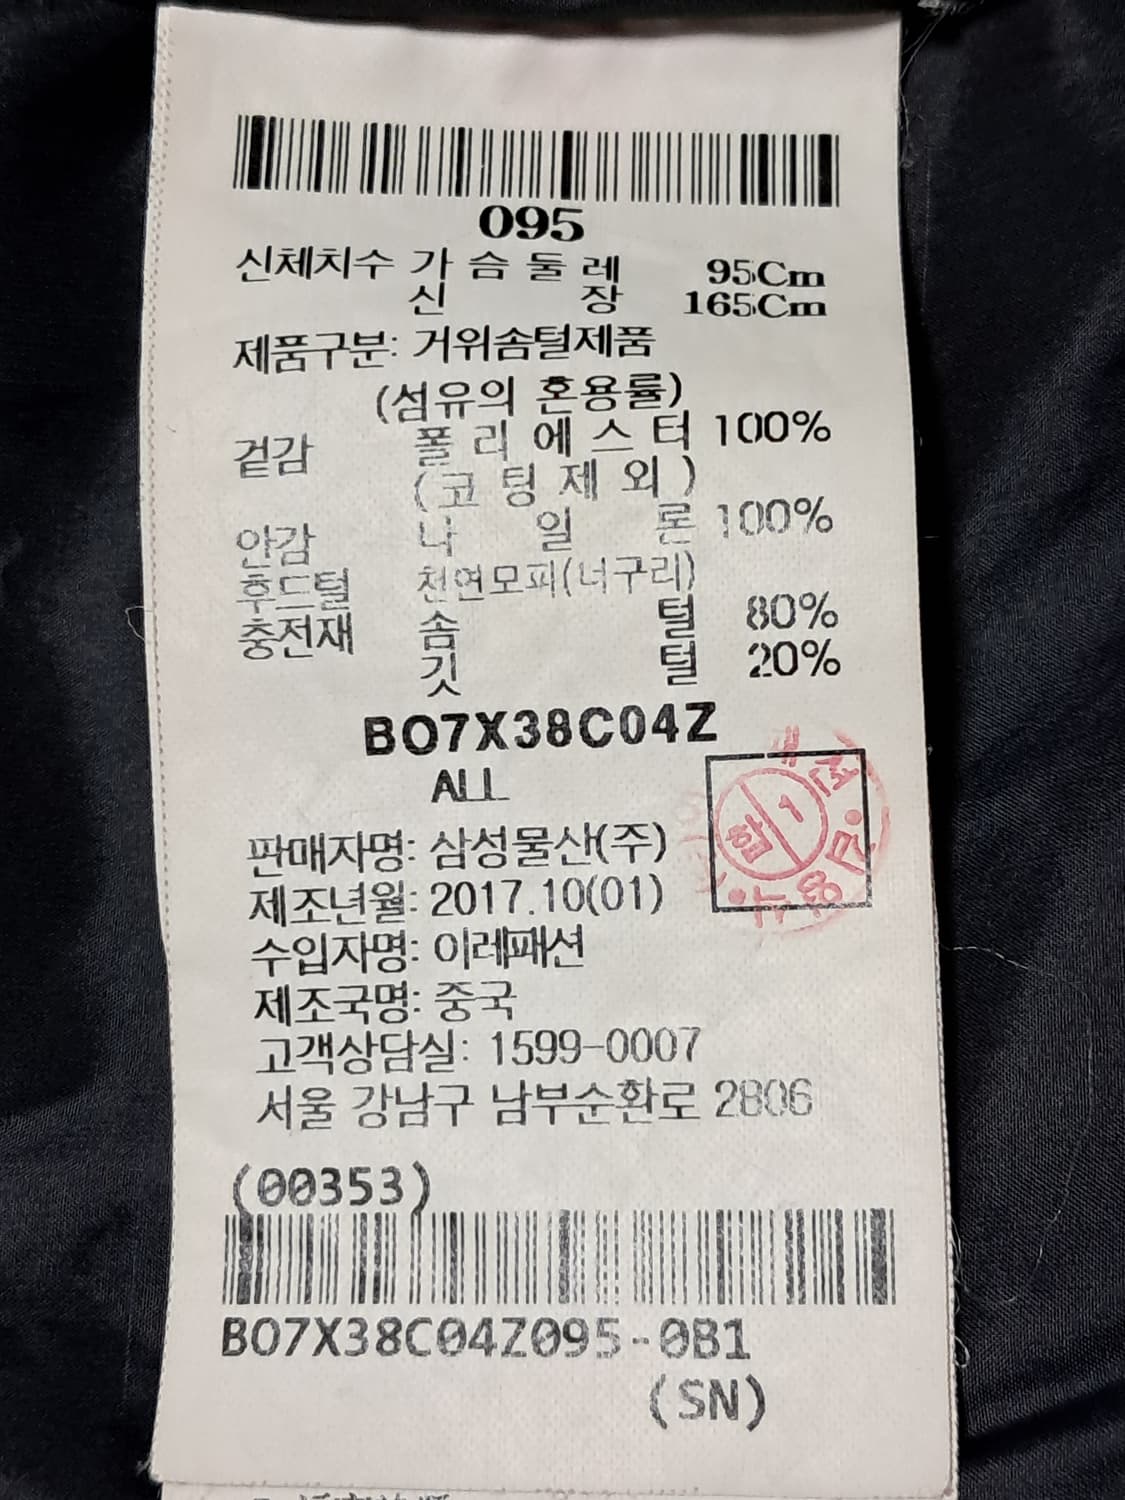 095
신체치수 가슴둘레 95Cm
신장 165Cm
제품구분: 거위솜털제품
(섬유의 혼용률)
겉감 폴리에스터 100%
(코팅제외)
안감 나일론 100%
후드털 천연모피(너구리)
충전재 솜털 80%
깃털 20%
BO7X38C04Z
ALL
판매자명: 삼성물산(주)
제조년월: 2017.10(01)
수입자명: 이레패션
제조국명: 중국
고객상담실: 1599-0007
서울 강남구 남부순환로 2806
합 1
(00353)
BO7X38C04Z095-0B1
(SN)